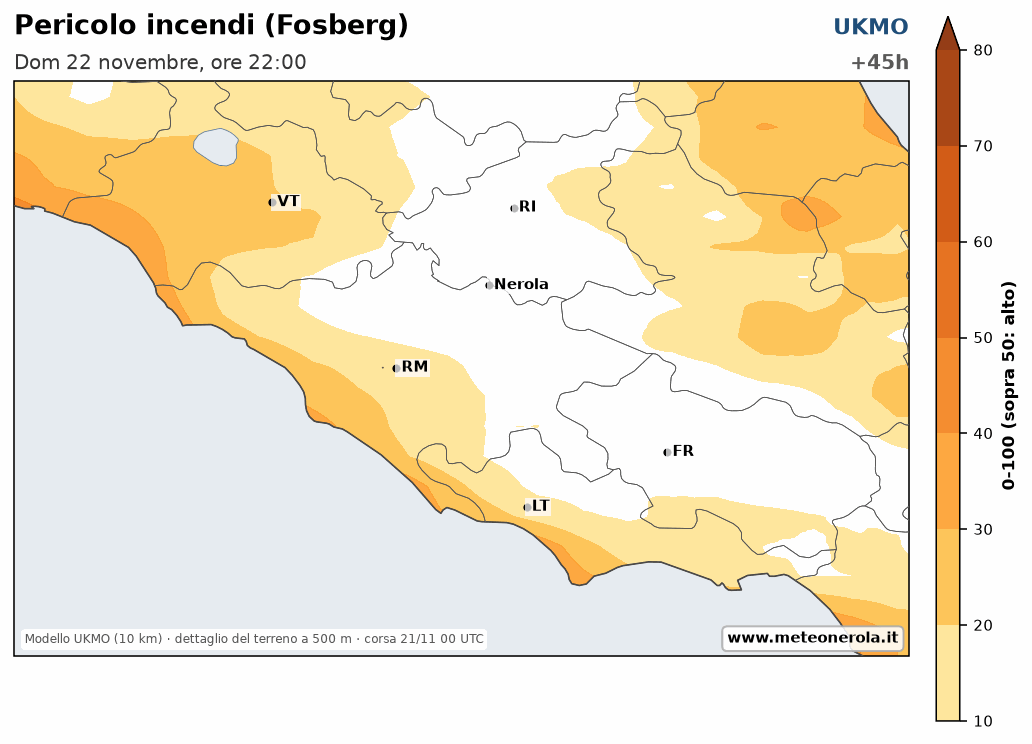 Pericolo incendi (Fosberg)
UKMO
Dom 22 novembre, ore 22:00
+45h
80
70
60
50
40
30
20
10
0-100 (sopra 50: alto)
VT
RI
Nerola
RM
FR
LT
Modello UKMO (10 km) · dettaglio del terreno a 500 m · corsa 21/11 00 UTC
www.meteonerola.it